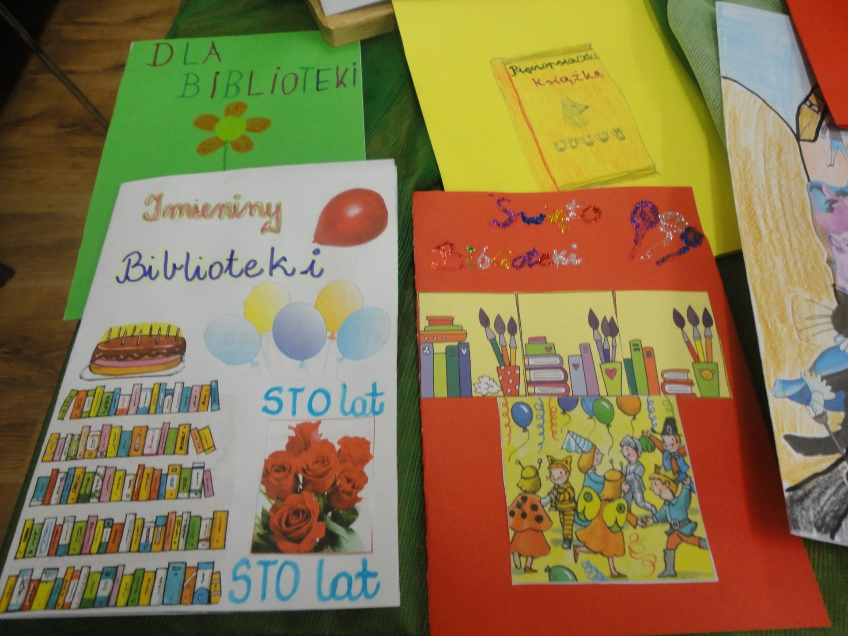 DLA
BIBLIOTEKI
Pierwszaczki
Książka
Imieniny
Biblioteki
STO lat
STO lat
Święto
Biblioteki